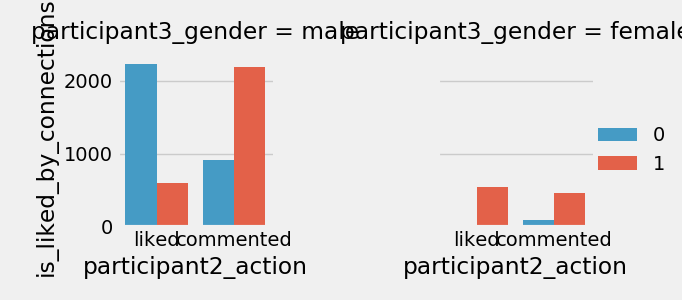 participant3_gender = male
participant3_gender = female
is_liked_by_connections
2000
1000
0
liked
commented
liked
commented
participant2_action
participant2_action
0
1